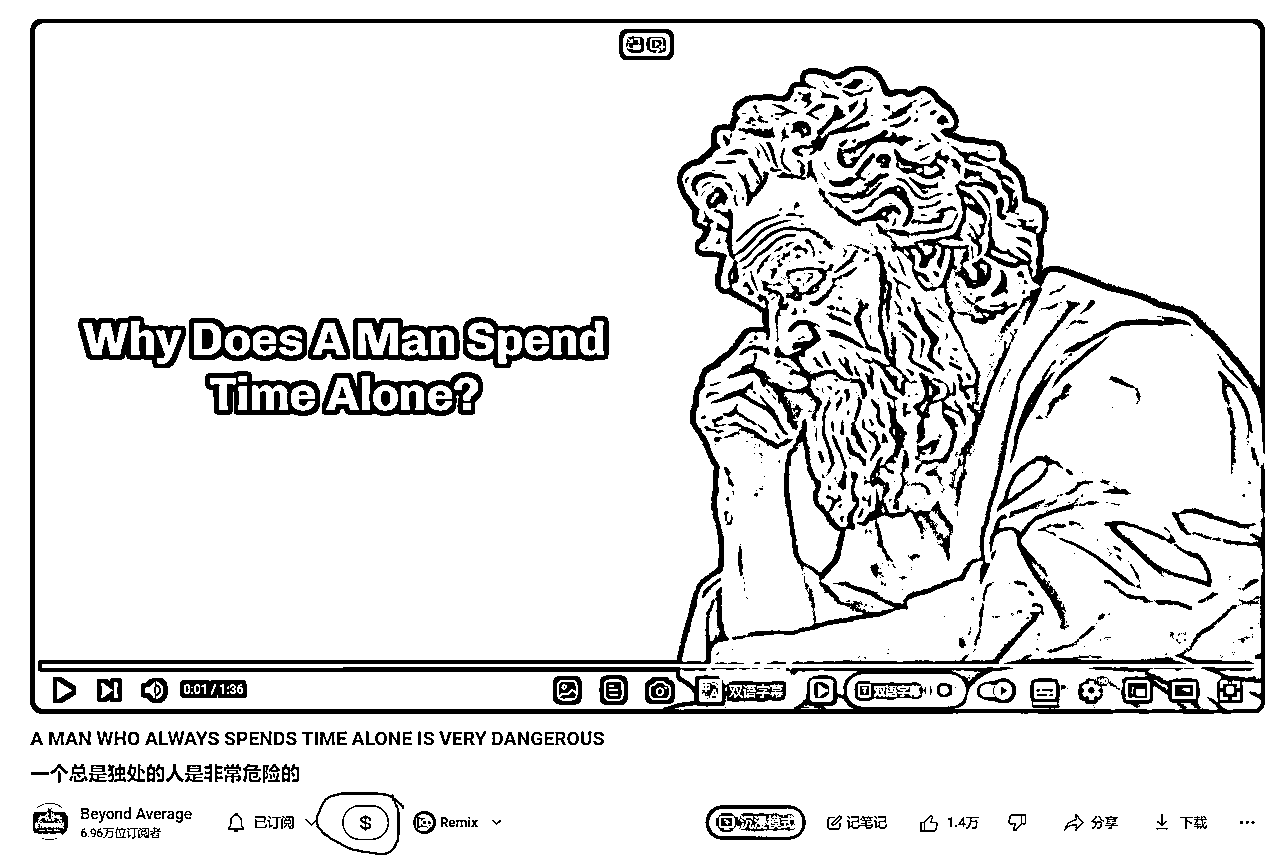 Why Does A Man Spend
Time Alone?
0:01 / 1:36
双语字幕
双语字幕
A MAN WHO ALWAYS SPENDS TIME ALONE IS VERY DANGEROUS
一个总是独处的人是非常危险的
Beyond Average
6.96万位订阅者
已订阅
$
Remix
沉浸模式
记笔记
1.4万
分享
下载